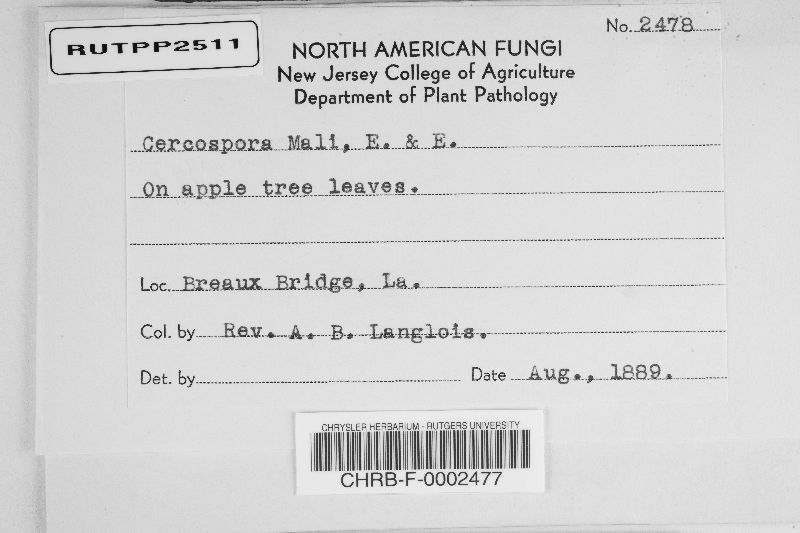 RUTPP2511
No. 2478
NORTH AMERICAN FUNGI
New Jersey College of Agriculture
Department of Plant Pathology
Cercospora Mali, E. & E.
On apple tree leaves.
Loc. Breaux Bridge, La.
Col. by Rev. A. B. Langlois.
Det. by Date Aug., 1889.
CHRYSLER HERBARIUM - RUTGERS UNIVERSITY
CHRB-F-0002477